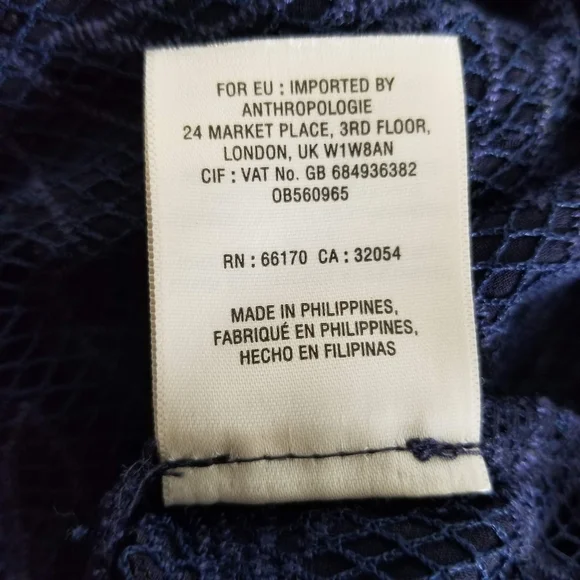 FOR EU : IMPORTED BY
ANTHROPOLOGIE
24 MARKET PLACE, 3RD FLOOR,
LONDON, UK W1W8AN
CIF : VAT No. GB 684936382
OB560965
RN : 66170 CA : 32054
MADE IN PHILIPPINES,
FABRIQUÉ EN PHILIPPINES,
HECHO EN FILIPINAS